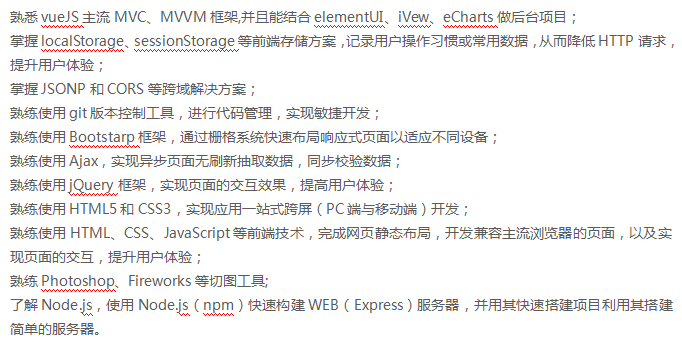 熟悉 vueJS 主流 MVC、MVVM 框架,并且能结合 elementUI、iVew、eCharts 做后台项目；
掌握 localStorage、sessionStorage 等前端存储方案，记录用户操作习惯或常用数据，从而降低 HTTP 请求，
提升用户体验；
掌握 JSONP 和 CORS 等跨域解决方案；
熟练使用 git 版本控制工具，进行代码管理，实现敏捷开发；
熟练使用 Bootstarp 框架，通过栅格系统快速布局响应式页面以适应不同设备；
熟练使用 Ajax，实现异步页面无刷新抽取数据，同步校验数据；
熟练使用 jQuery 框架，实现页面的交互效果，提高用户体验；
熟练使用 HTML5 和 CSS3，实现应用一站式跨屏（PC 端与移动端）开发；
熟练使用 HTML、CSS、JavaScript 等前端技术，完成网页静态布局，开发兼容主流浏览器的页面，以及实
现页面的交互，提升用户体验；
熟练 Photoshop、Fireworks 等切图工具;
了解 Node.js，使用 Node.js（npm）快速构建 WEB（Express）服务器，并用其快速搭建项目利用其搭建
简单的服务器。